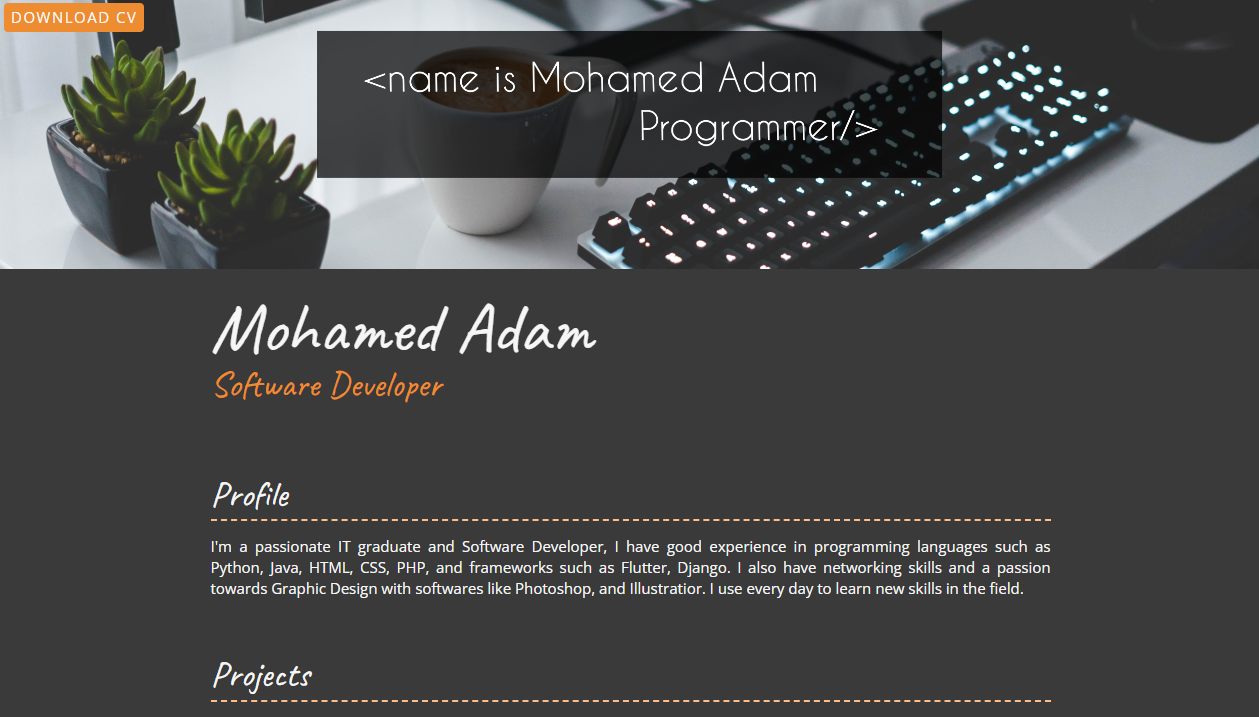 DOWNLOAD CV
<name is Mohamed Adam
Programmer/>
Mohamed Adam
Software Developer
Profile
I'm a passionate IT graduate and Software Developer, I have good experience in programming languages such as
Python, Java, HTML, CSS, PHP, and frameworks such as Flutter, Django. I also have networking skills and a passion
towards Graphic Design with softwares like Photoshop, and Illustratior. I use every day to learn new skills in the field.
Projects